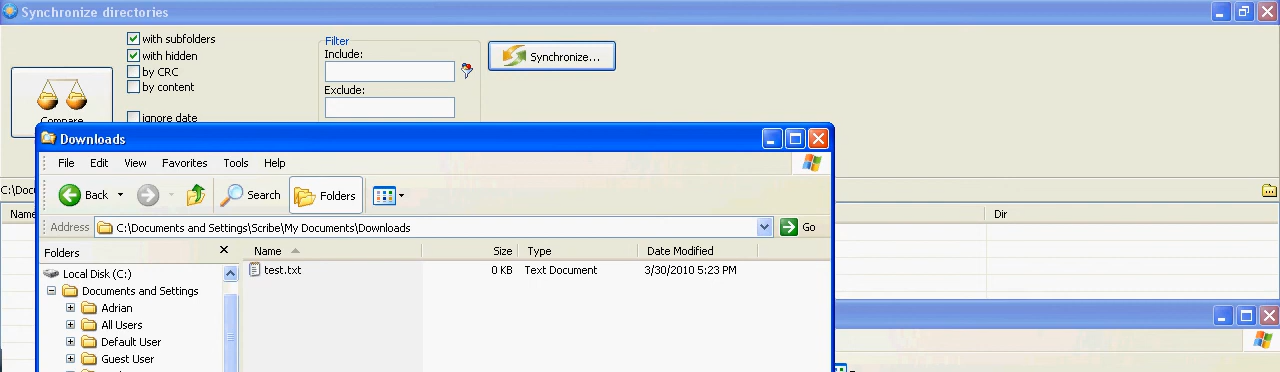 Synchronize directories
with subfolders
with hidden
by CRC
by content
ignore date
Compare
Filter
Include:
Exclude:
Synchronize...
Downloads
File Edit View Favorites Tools Help
Back Search Folders
Address C:\Documents and Settings\Scribe\My Documents\Downloads Go
C:\Docu
Name Dir
Folders
Name Size Type Date Modified
Local Disk (C:)
test.txt 0 KB Text Document 3/30/2010 5:23 PM
Documents and Settings
Adrian
All Users
Default User
Guest User